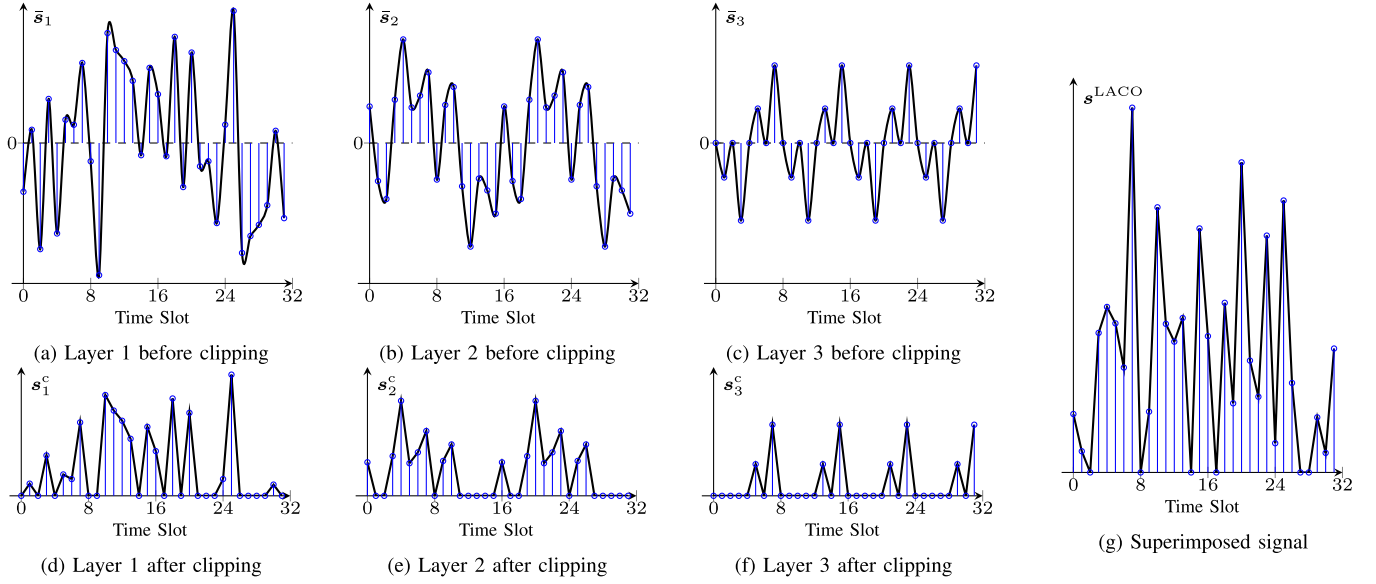 s̄₁
0
0 8 16 24 32
Time Slot
(a) Layer 1 before clipping
s̄₂
0
0 8 16 24 32
Time Slot
(b) Layer 2 before clipping
s̄₃
0
0 8 16 24 32
Time Slot
(c) Layer 3 before clipping
s₁ᶜ
0 8 16 24 32
Time Slot
(d) Layer 1 after clipping
s₂ᶜ
0 8 16 24 32
Time Slot
(e) Layer 2 after clipping
s₃ᶜ
0 8 16 24 32
Time Slot
(f) Layer 3 after clipping
s^LACO
0 8 16 24 32
Time Slot
(g) Superimposed signal